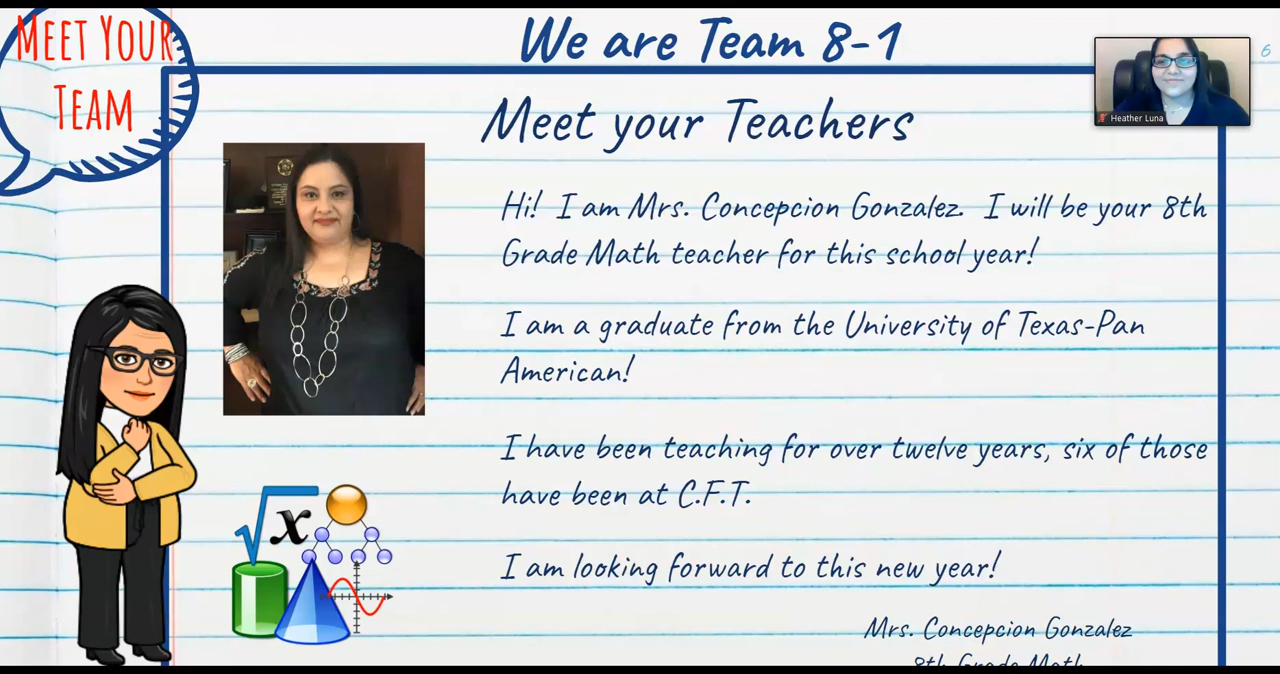 MEET YOUR
TEAM
We are Team 8-1
6
Heather Luna
Meet your Teachers
Hi! I am Mrs. Concepcion Gonzalez. I will be your 8th
Grade Math teacher for this school year!
I am a graduate from the University of Texas-Pan
American!
I have been teaching for over twelve years, six of those
have been at C.F.T.
x
I am looking forward to this new year!
Mrs. Concepcion Gonzalez
8th Grade Math